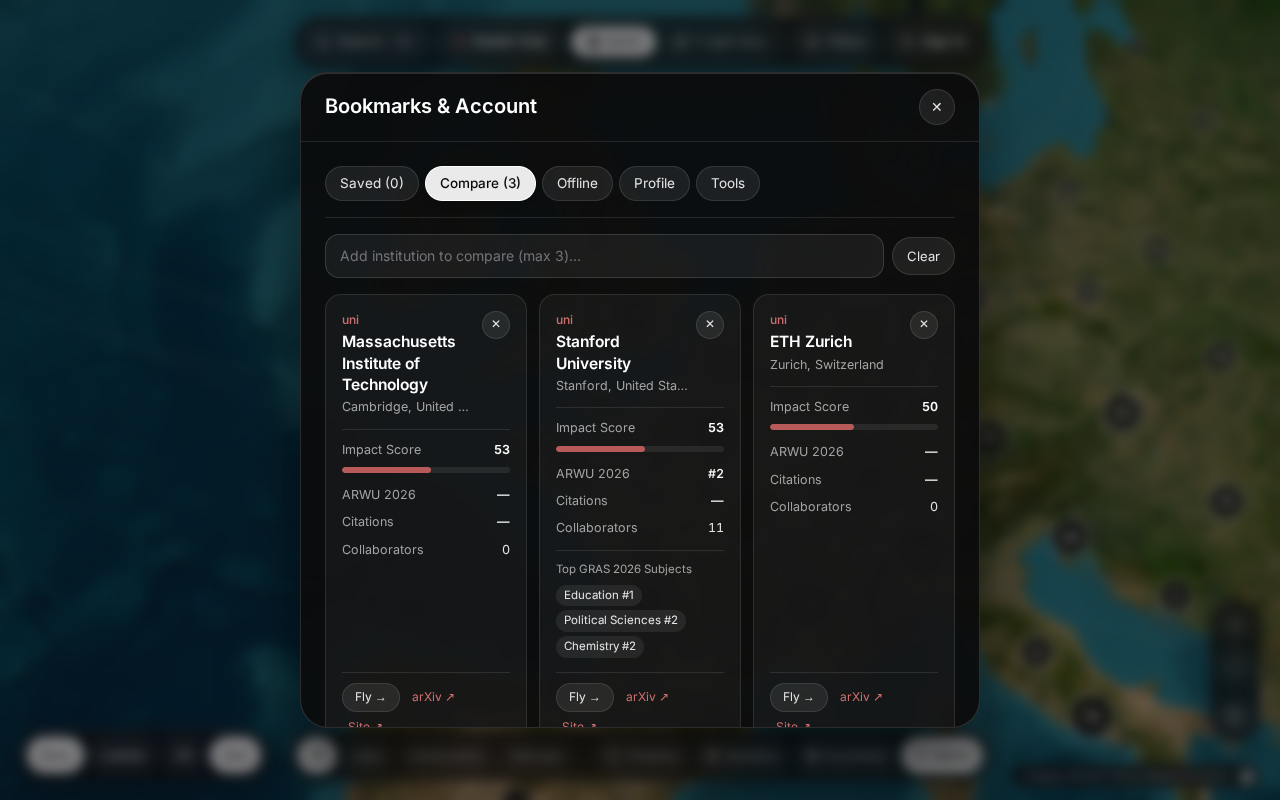 Bookmarks & Account
✕
Saved (0)
Compare (3)
Offline
Profile
Tools
Add institution to compare (max 3)...
Clear
uni
✕
Massachusetts
Institute of
Technology
Cambridge, United ...
Impact Score 53
ARWU 2026 —
Citations —
Collaborators 0
Fly →
arXiv ↗
Site ↗
uni
✕
Stanford
University
Stanford, United Sta...
Impact Score 53
ARWU 2026 #2
Citations —
Collaborators 11
Top GRAS 2026 Subjects
Education #1
Political Sciences #2
Chemistry #2
Fly →
arXiv ↗
Site ↗
uni
✕
ETH Zurich
Zurich, Switzerland
Impact Score 50
ARWU 2026 —
Citations —
Collaborators 0
Fly →
arXiv ↗